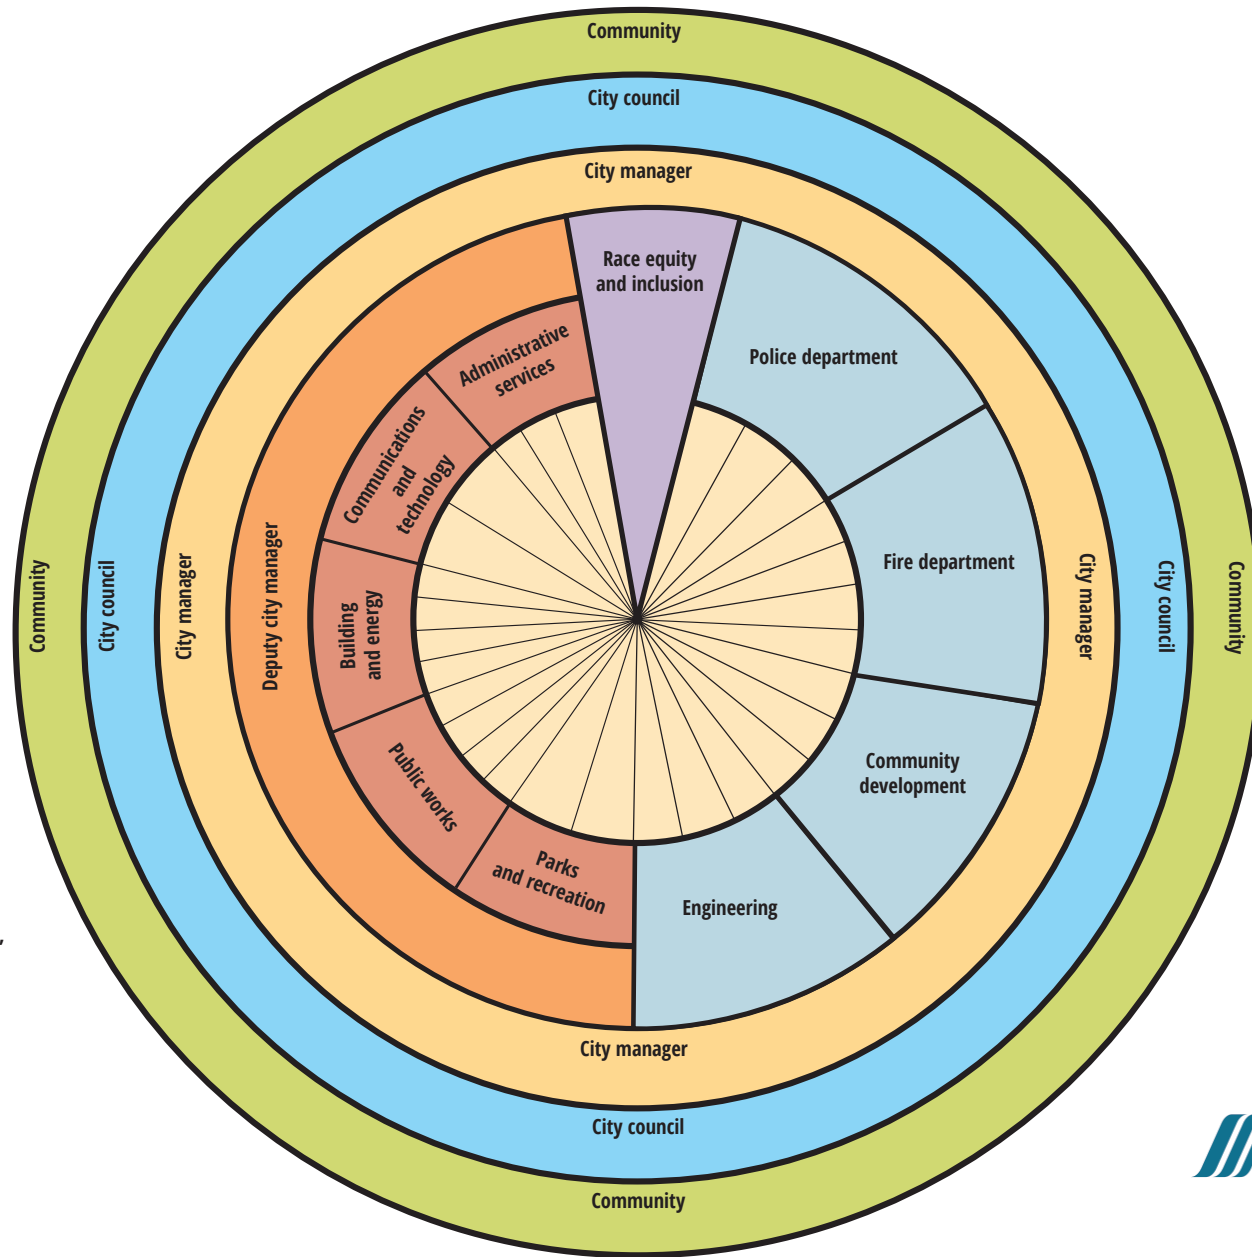 Community
City council
City manager
Race equity
and inclusion
Police department
Administrative
services
Communications
and
technology
Fire department
Building
and energy
Deputy city manager
City manager
City council
Community
City manager
City council
Community
Community
development
Public works
Parks
and recreation
Engineering
City manager
City council
Community